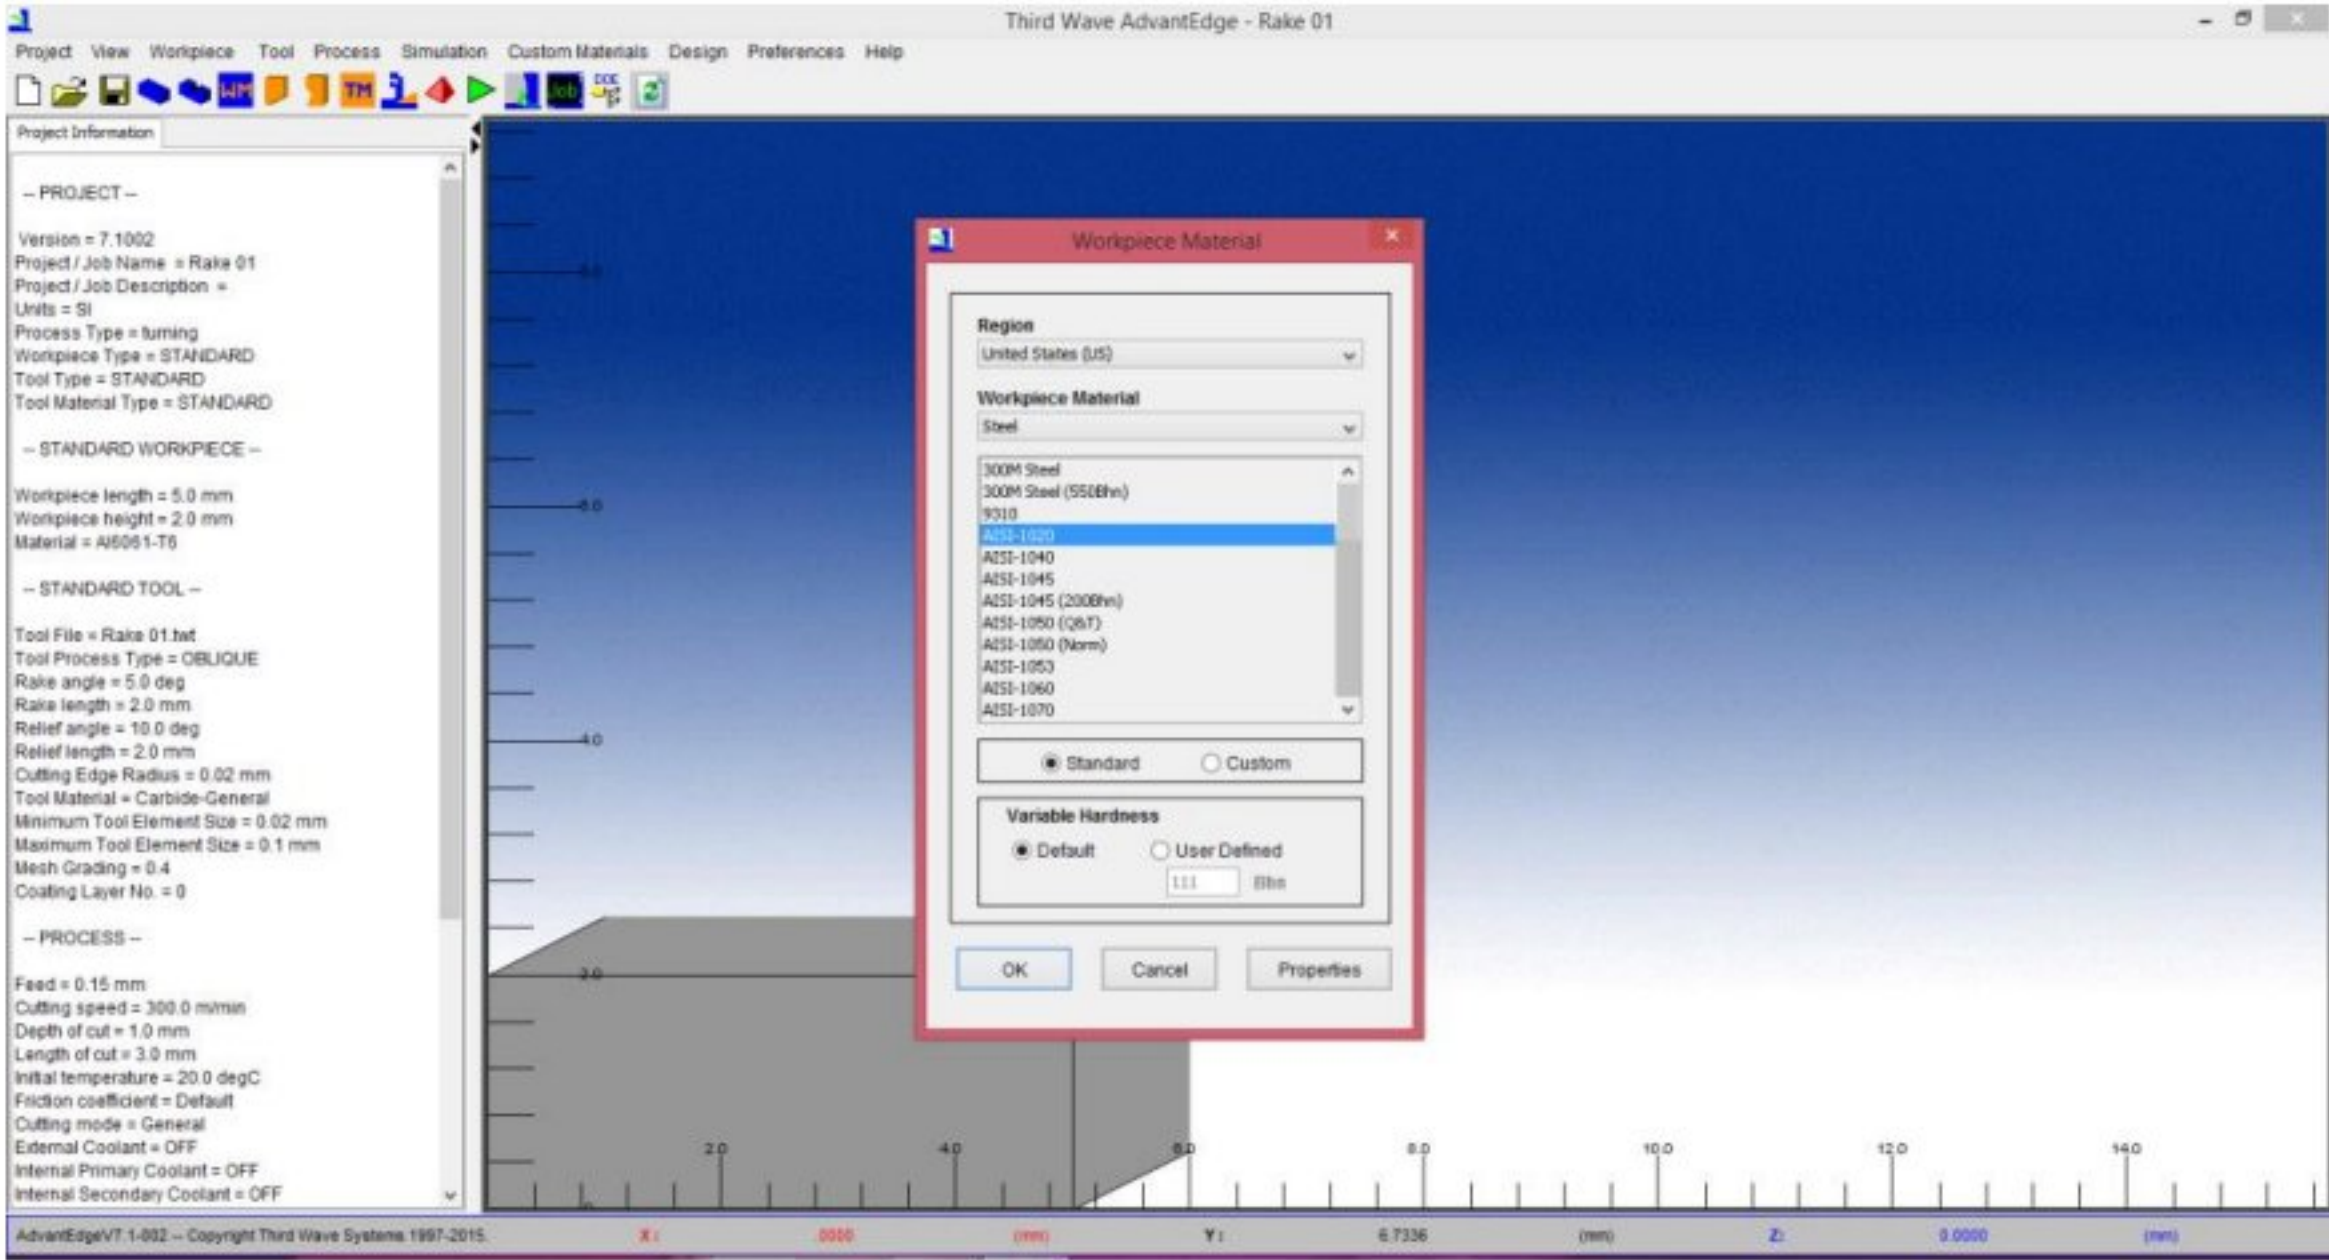 Third Wave AdvantEdge - Rake 01
Project View Workpiece Tool Process Simulation Custom Materials Design Preferences Help
WM TM Job DOE
Project Information
-- PROJECT --
Version = 7.1002
Project / Job Name = Rake 01
Project / Job Description =
Units = SI
Process Type = turning
Workpiece Type = STANDARD
Tool Type = STANDARD
Tool Material Type = STANDARD
-- STANDARD WORKPIECE --
Workpiece length = 5.0 mm
Workpiece height = 2.0 mm
Material = Al6061-T6
-- STANDARD TOOL --
Tool File = Rake 01.twt
Tool Process Type = OBLIQUE
Rake angle = 5.0 deg
Rake length = 2.0 mm
Relief angle = 10.0 deg
Relief length = 2.0 mm
Cutting Edge Radius = 0.02 mm
Tool Material = Carbide-General
Minimum Tool Element Size = 0.02 mm
Maximum Tool Element Size = 0.1 mm
Mesh Grading = 0.4
Coating Layer No. = 0
-- PROCESS --
Feed = 0.15 mm
Cutting speed = 300.0 m/min
Depth of cut = 1.0 mm
Length of cut = 3.0 mm
Initial temperature = 20.0 degC
Friction coefficient = Default
Cutting mode = General
External Coolant = OFF
Internal Primary Coolant = OFF
Internal Secondary Coolant = OFF
8.0
6.0
4.0
2.0
2.0 4.0 6.0 8.0 10.0 12.0 14.0
Workpiece Material
Region
United States (US)
Workpiece Material
Steel
300M Steel
300M Steel (550Bhn)
9310
AISI-1020
AISI-1040
AISI-1045
AISI-1045 (200Bhn)
AISI-1050 (Q&T)
AISI-1050 (Norm)
AISI-1053
AISI-1060
AISI-1070
Standard Custom
Variable Hardness
Default User Defined
111 Bhn
OK Cancel Properties
AdvantEdgeV7.1-002 -- Copyright Third Wave Systems 1997-2015. X: .0000 (mm) Y: 6.7336 (mm) Z: 0.0000 (mm)